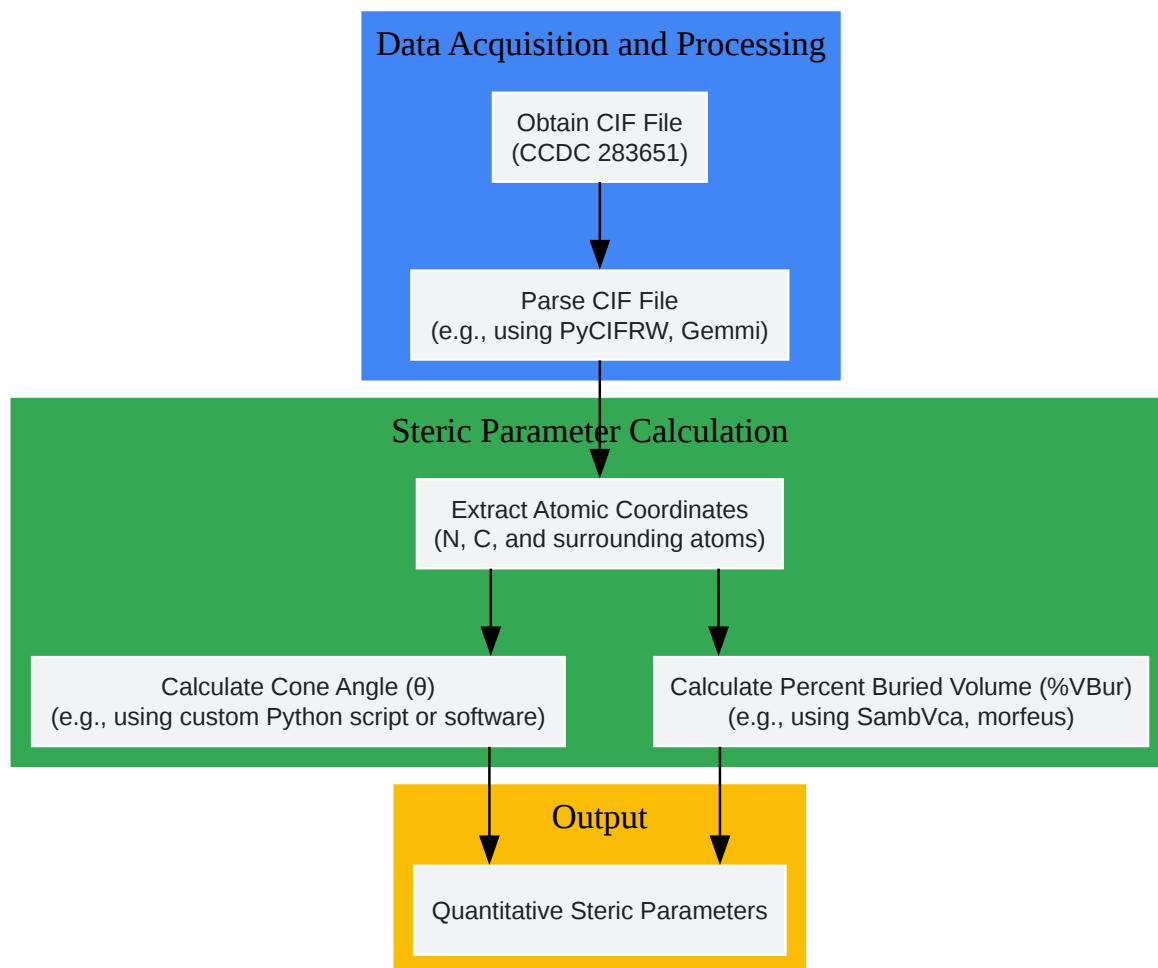 Data Acquisition and Processing
Obtain CIF File
(CCDC 283651)
Parse CIF File
(e.g., using PyCIFRW, Gemmi)
Steric Parameter Calculation
Extract Atomic Coordinates
(N, C, and surrounding atoms)
Calculate Cone Angle (θ)
(e.g., using custom Python script or software)
Calculate Percent Buried Volume (%VBur)
(e.g., using SambVca, morfeus)
Output
Quantitative Steric Parameters